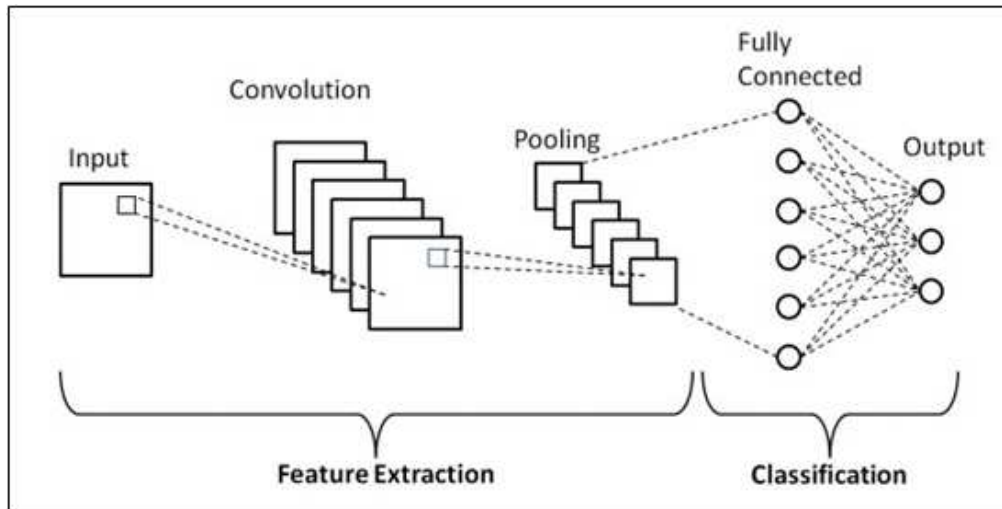 Input
Convolution
Pooling
Fully
Connected
Output
Feature Extraction
Classification